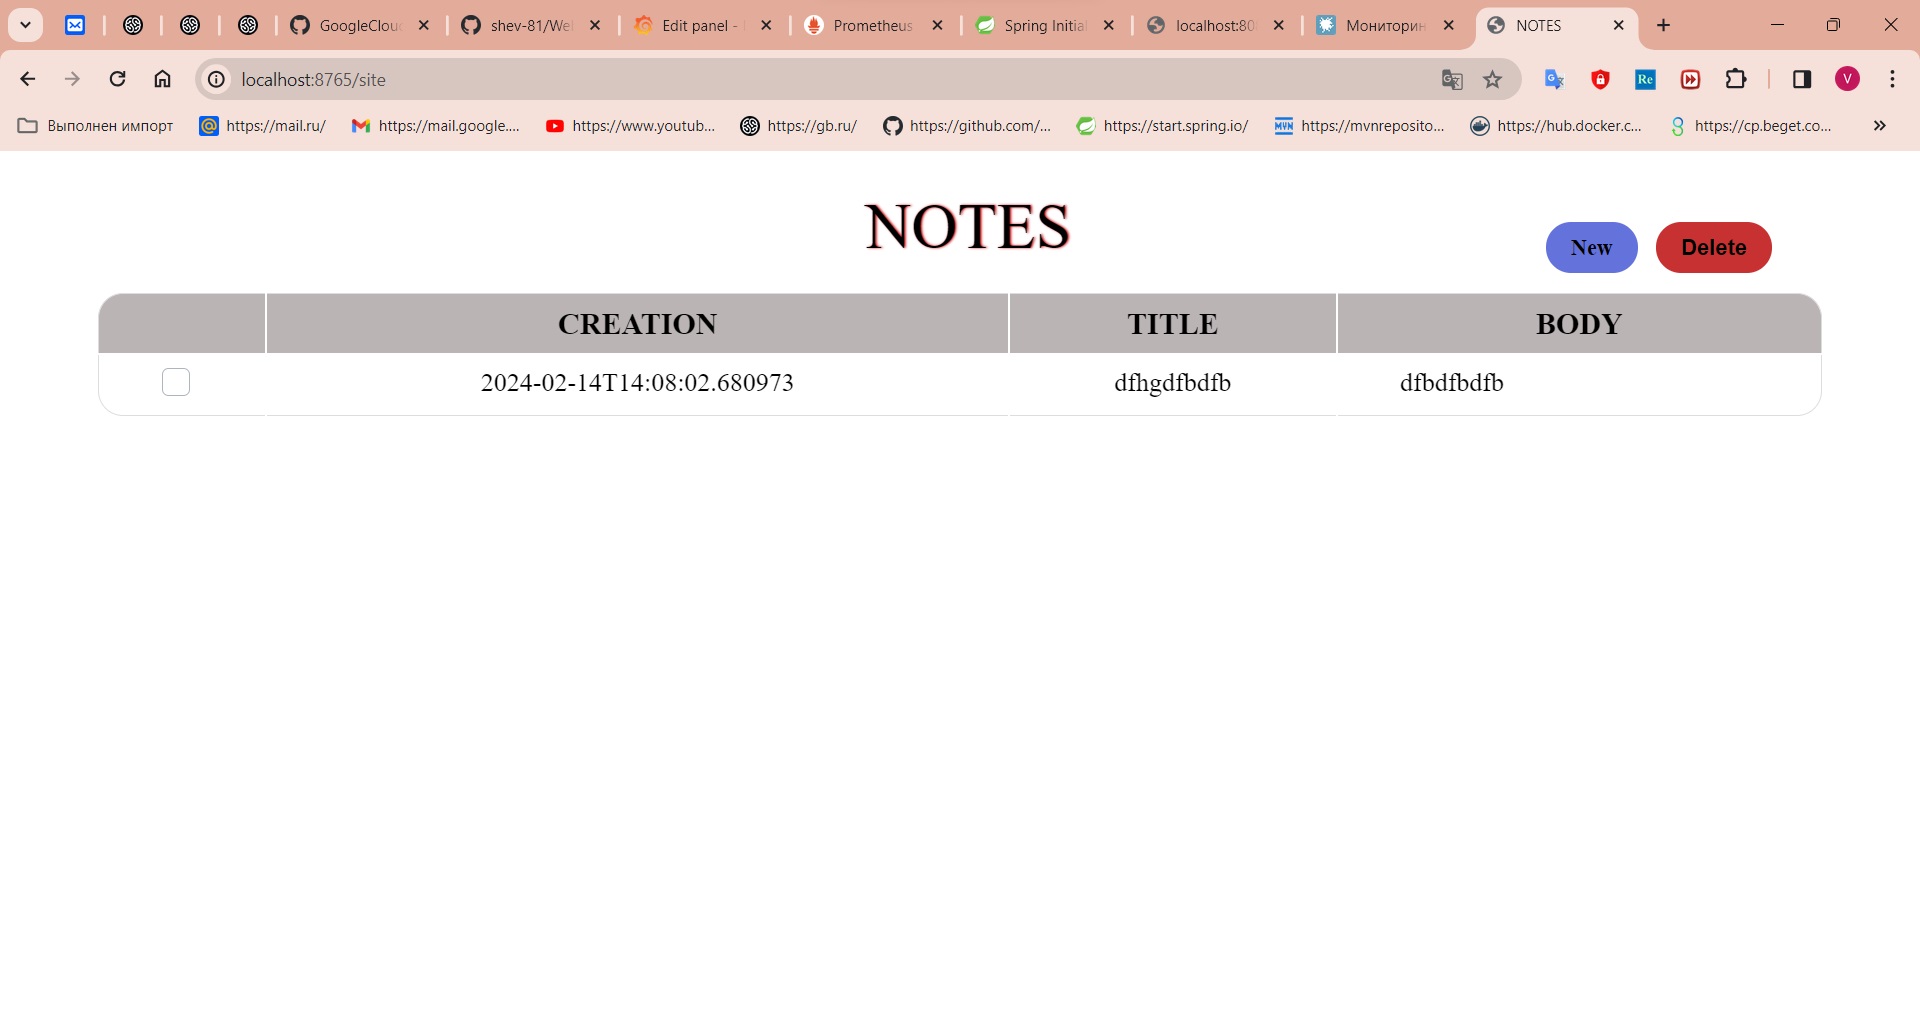 GoogleClou
shev-81/We
Edit panel -
Prometheus
Spring Initia
localhost:80
Мониторин
NOTES
localhost:8765/site
V
Выполнен импорт
https://mail.ru/
https://mail.google....
https://www.youtub...
https://gb.ru/
https://github.com/...
https://start.spring.io/
MVN
https://mvnreposito...
https://hub.docker.c...
https://cp.beget.co...
NOTES
New
Delete
CREATION
TITLE
BODY
2024-02-14T14:08:02.680973
dfhgdfbdfb
dfbdfbdfb